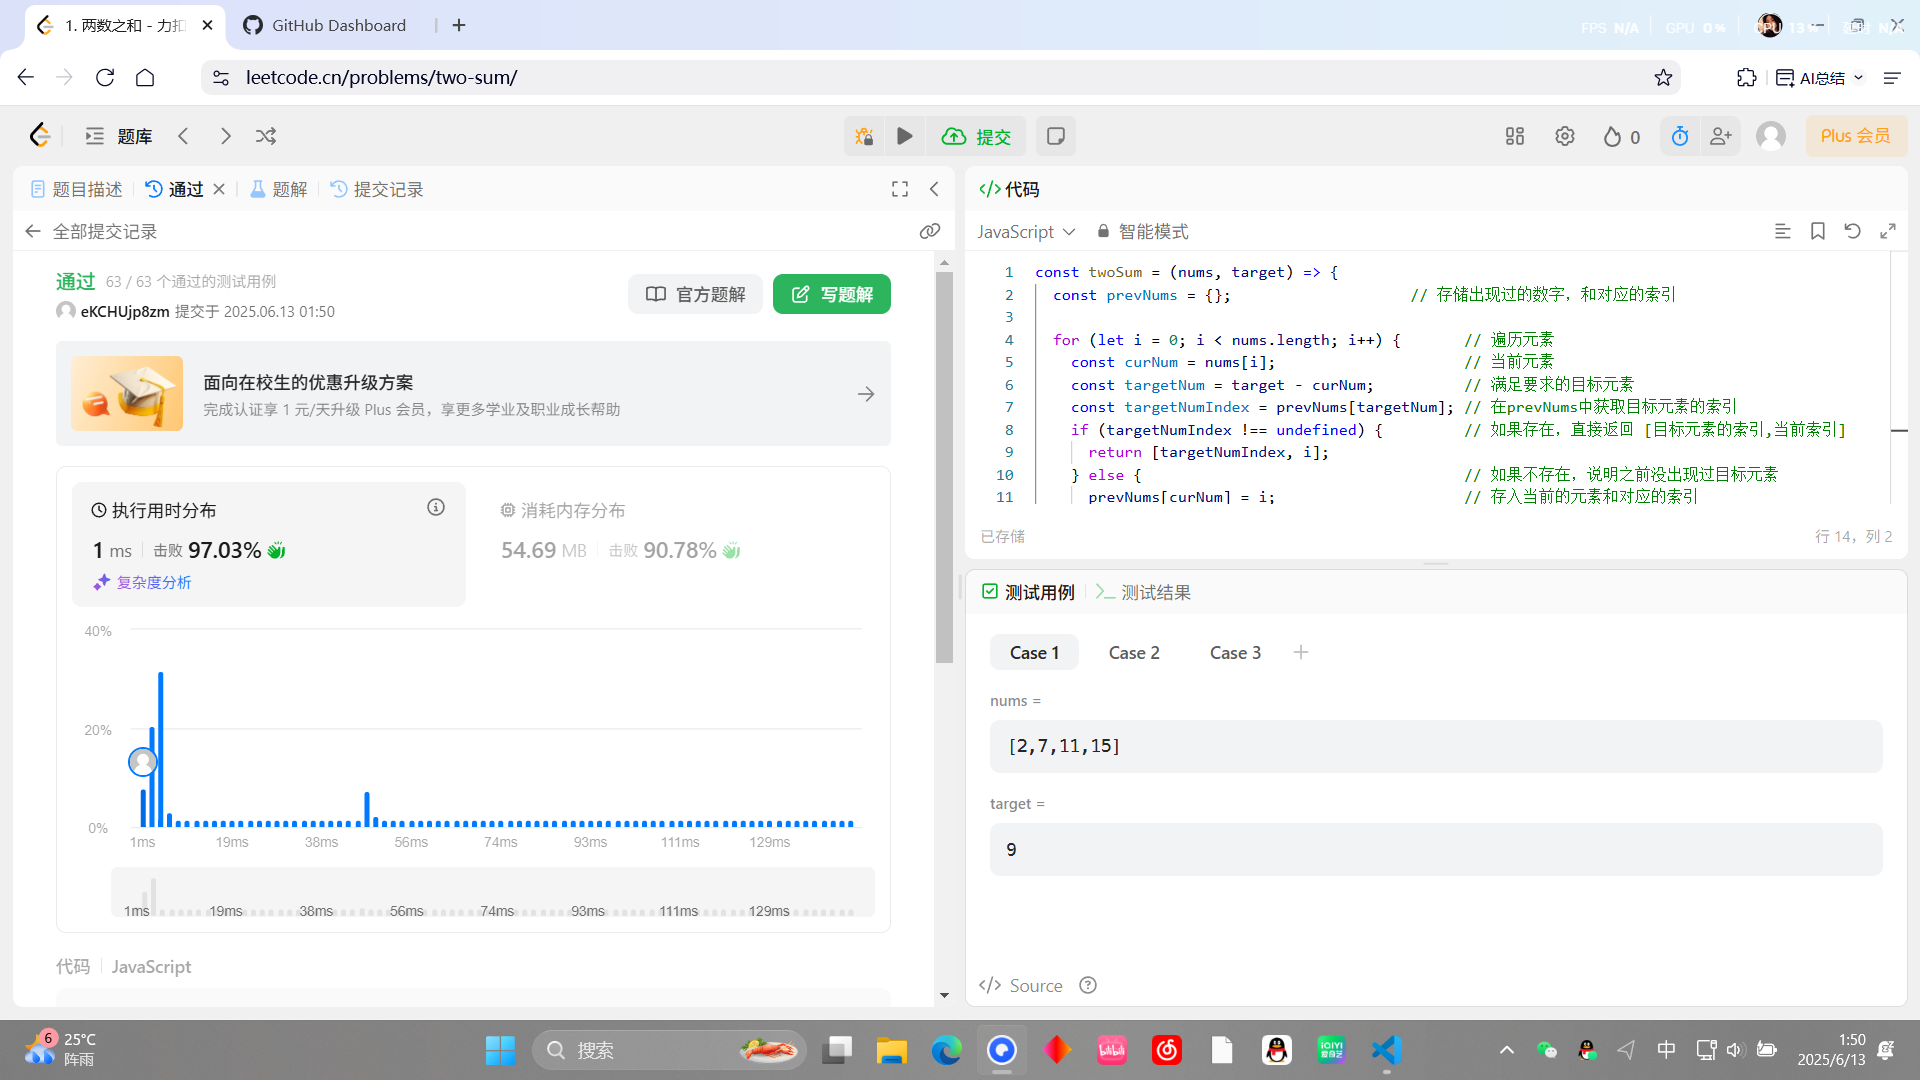 1. 两数之和 - 力扣
GitHub Dashboard
FPS N/A
GPU 0%
CPU 13%
延时 N/A
leetcode.cn/problems/two-sum/
AI总结
题库
提交
0
Plus 会员
题目描述
通过
题解
提交记录
全部提交记录
通过 63 / 63 个通过的测试用例
eKCHUjp8zm 提交于 2025.06.13 01:50
官方题解
写题解
面向在校生的优惠升级方案
完成认证享 1 元/天升级 Plus 会员，享更多学业及职业成长帮助
执行用时分布
1 ms 击败 97.03%
复杂度分析
消耗内存分布
54.69 MB 击败 90.78%
40%
20%
0%
1ms 19ms 38ms 56ms 74ms 93ms 111ms 129ms
1ms 19ms 38ms 56ms 74ms 93ms 111ms 129ms
代码 JavaScript
代码
JavaScript
智能模式
1 const twoSum = (nums, target) => {
2 const prevNums = {}; // 存储出现过的数字，和对应的索引
3
4 for (let i = 0; i < nums.length; i++) { // 遍历元素
5 const curNum = nums[i]; // 当前元素
6 const targetNum = target - curNum; // 满足要求的目标元素
7 const targetNumIndex = prevNums[targetNum]; // 在prevNums中获取目标元素的索引
8 if (targetNumIndex !== undefined) { // 如果存在，直接返回 [目标元素的索引,当前索引]
9 return [targetNumIndex, i];
10 } else { // 如果不存在，说明之前没出现过目标元素
11 prevNums[curNum] = i; // 存入当前的元素和对应的索引
已存储
行 14，列 2
测试用例
测试结果
Case 1
Case 2
Case 3
nums =
[2,7,11,15]
target =
9
Source
6
25°C
阵雨
搜索
bilibili
iQIYI
爱奇艺
中
1:50
2025/6/13